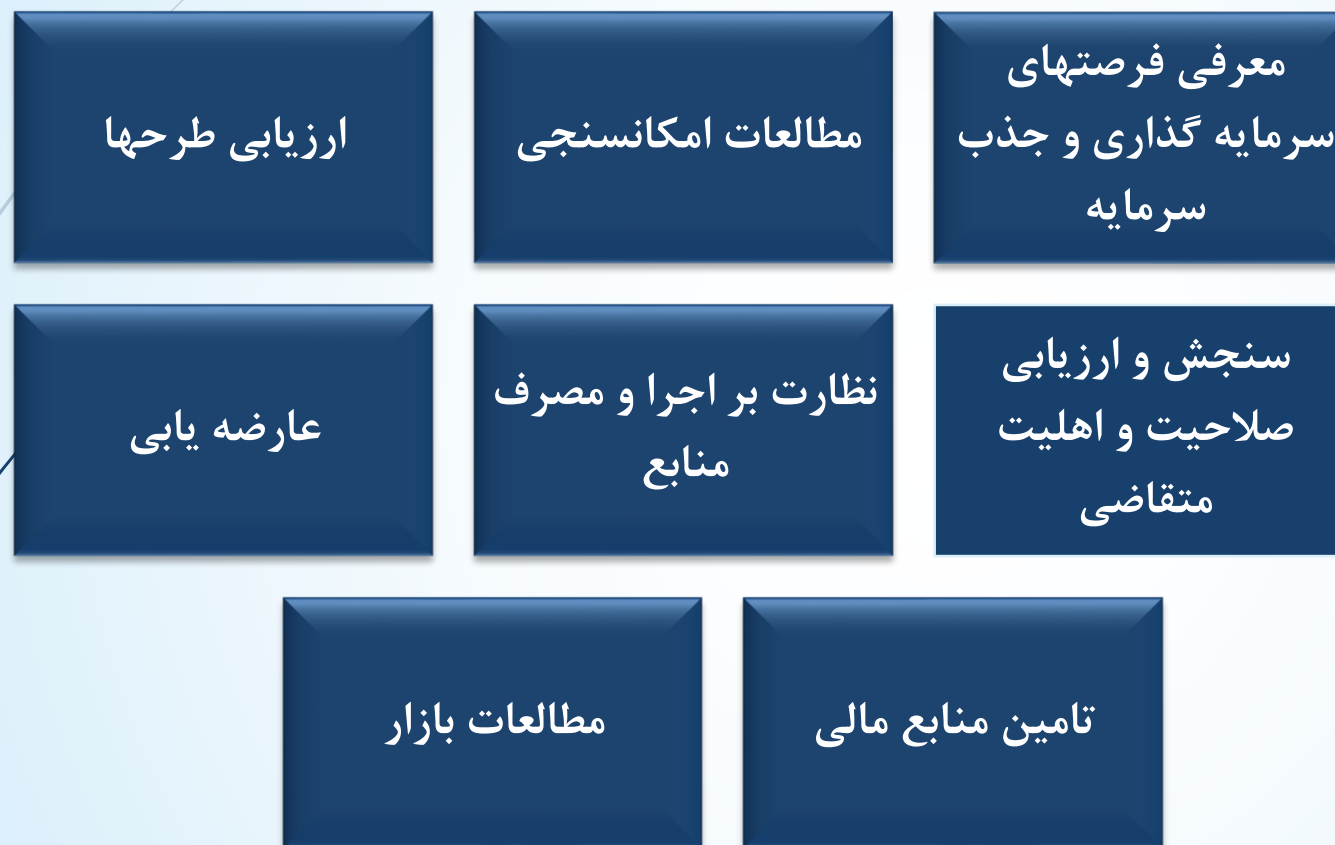 معرفی فرصتهای
سرمایه گذاری و جذب
سرمایه
مطالعات امکانسنجی
ارزیابی طرحها
سنجش و ارزیابی
صلاحیت و اهلیت
متقاضی
نظارت بر اجرا و مصرف
منابع
عارضه یابی
تامین منابع مالی
مطالعات بازار